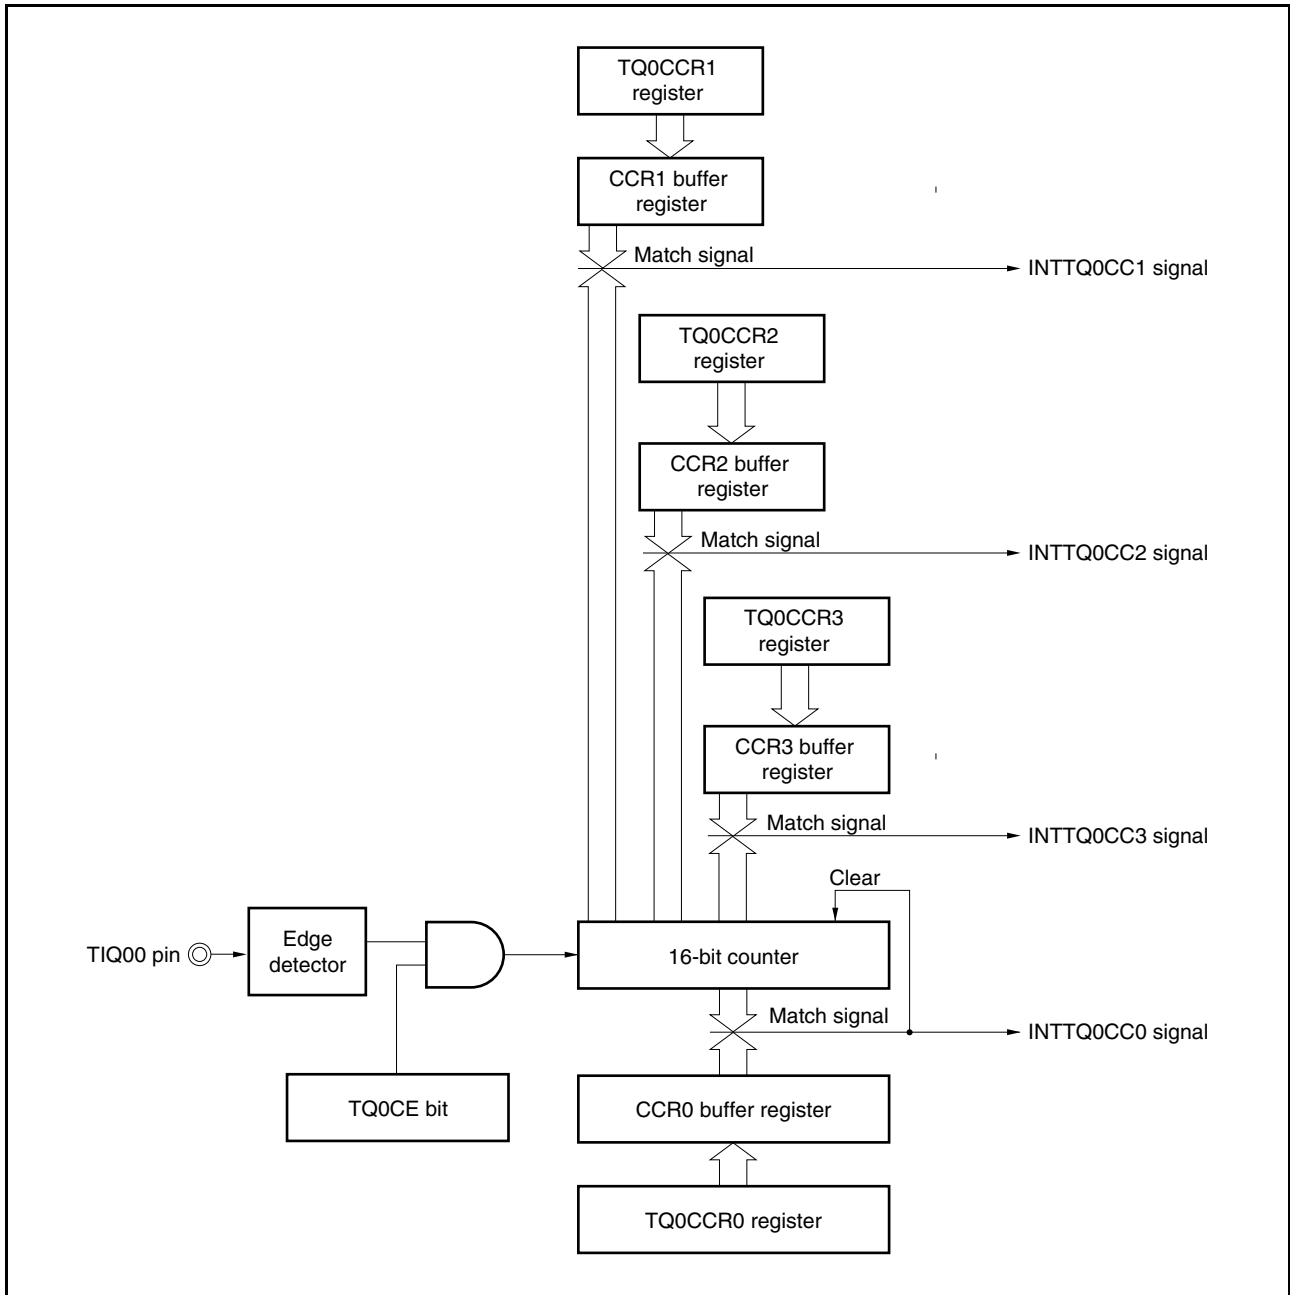 TQ0CCR1
register
CCR1 buffer
register
Match signal
INTTQ0CC1 signal
TQ0CCR2
register
CCR2 buffer
register
Match signal
INTTQ0CC2 signal
TQ0CCR3
register
CCR3 buffer
register
Match signal
INTTQ0CC3 signal
Clear
TIQ00 pin
Edge
detector
16-bit counter
Match signal
INTTQ0CC0 signal
TQ0CE bit
CCR0 buffer register
TQ0CCR0 register